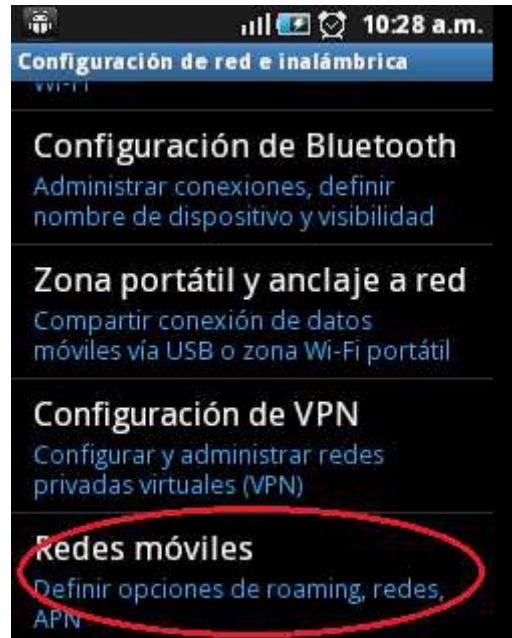 10:28 a.m.
Configuración de red e inalámbrica
Wi-Fi
Configuración de Bluetooth
Administrar conexiones, definir
nombre de dispositivo y visibilidad
Zona portátil y anclaje a red
Compartir conexión de datos
móviles vía USB o zona Wi-Fi portátil
Configuración de VPN
Configurar y administrar redes
privadas virtuales (VPN)
Redes móviles
Definir opciones de roaming, redes,
APN